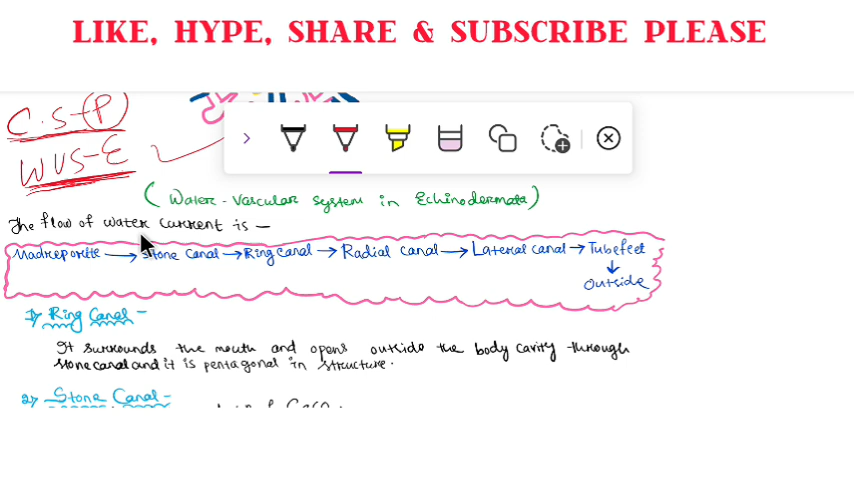 LIKE, HYPE, SHARE & SUBSCRIBE PLEASE
C.S-(P)
WVS-E
(Water-Vascular system in Echinodermata)
The flow of water current is -
Madreporite → Stone canal → Ring canal → Radial canal → Lateral canal → Tubefeet
↓
Outside
1) Ring Canal -
It surrounds the mouth and opens outside the body cavity through
stone canal and it is pentagonal in structure.
2) Stone Canal -